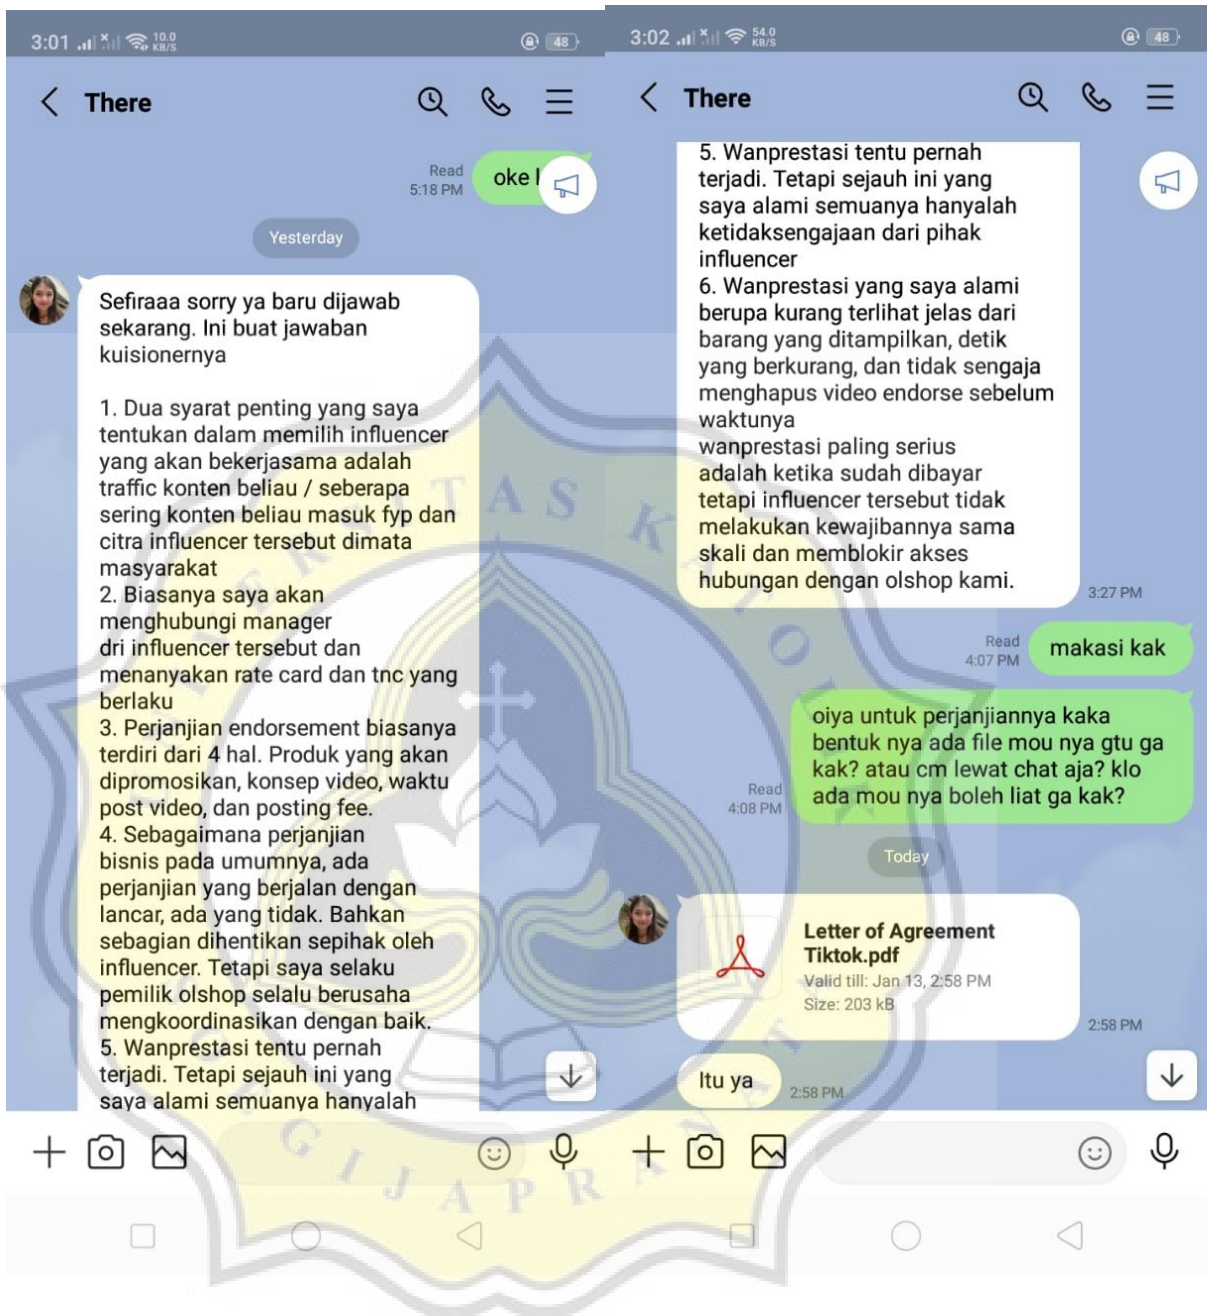 3:01
10.0
KB/S
48
There
Read
5:18 PM
oke
Yesterday
Sefiraaa sorry ya baru dijawab
sekarang. Ini buat jawaban
kuisionernya
1. Dua syarat penting yang saya
tentukan dalam memilih influencer
yang akan bekerjasama adalah
traffic konten beliau / seberapa
sering konten beliau masuk fyp dan
citra influencer tersebut dimata
masyarakat
2. Biasanya saya akan
menghubungi manager
dri influencer tersebut dan
menanyakan rate card dan tnc yang
berlaku
3. Perjanjian endorsement biasanya
terdiri dari 4 hal. Produk yang akan
dipromosikan, konsep video, waktu
post video, dan posting fee.
4. Sebagaimana perjanjian
bisnis pada umumnya, ada
perjanjian yang berjalan dengan
lancar, ada yang tidak. Bahkan
sebagian dihentikan sepihak oleh
influencer. Tetapi saya selaku
pemilik olshop selalu berusaha
mengkoordinasikan dengan baik.
5. Wanprestasi tentu pernah
terjadi. Tetapi sejauh ini yang
saya alami semuanya hanyalah
3:02
54.0
KB/S
48
There
5. Wanprestasi tentu pernah
terjadi. Tetapi sejauh ini yang
saya alami semuanya hanyalah
ketidaksengajaan dari pihak
influencer
6. Wanprestasi yang saya alami
berupa kurang terlihat jelas dari
barang yang ditampilkan, detik
yang berkurang, dan tidak sengaja
menghapus video endorse sebelum
waktunya
wanprestasi paling serius
adalah ketika sudah dibayar
tetapi influencer tersebut tidak
melakukan kewajibannya sama
skali dan memblokir akses
hubungan dengan olshop kami.
3:27 PM
Read
4:07 PM
makasi kak
oiya untuk perjanjiannya kaka
bentuk nya ada file mou nya gtu ga
kak? atau cm lewat chat aja? klo
ada mou nya boleh liat ga kak?
Read
4:08 PM
Today
Letter of Agreement
Tiktok.pdf
Valid till: Jan 13, 2:58 PM
Size: 203 kB
2:58 PM
Itu ya
2:58 PM
UNIVERSITAS KATOLIK
SOEGIJAPRANATA